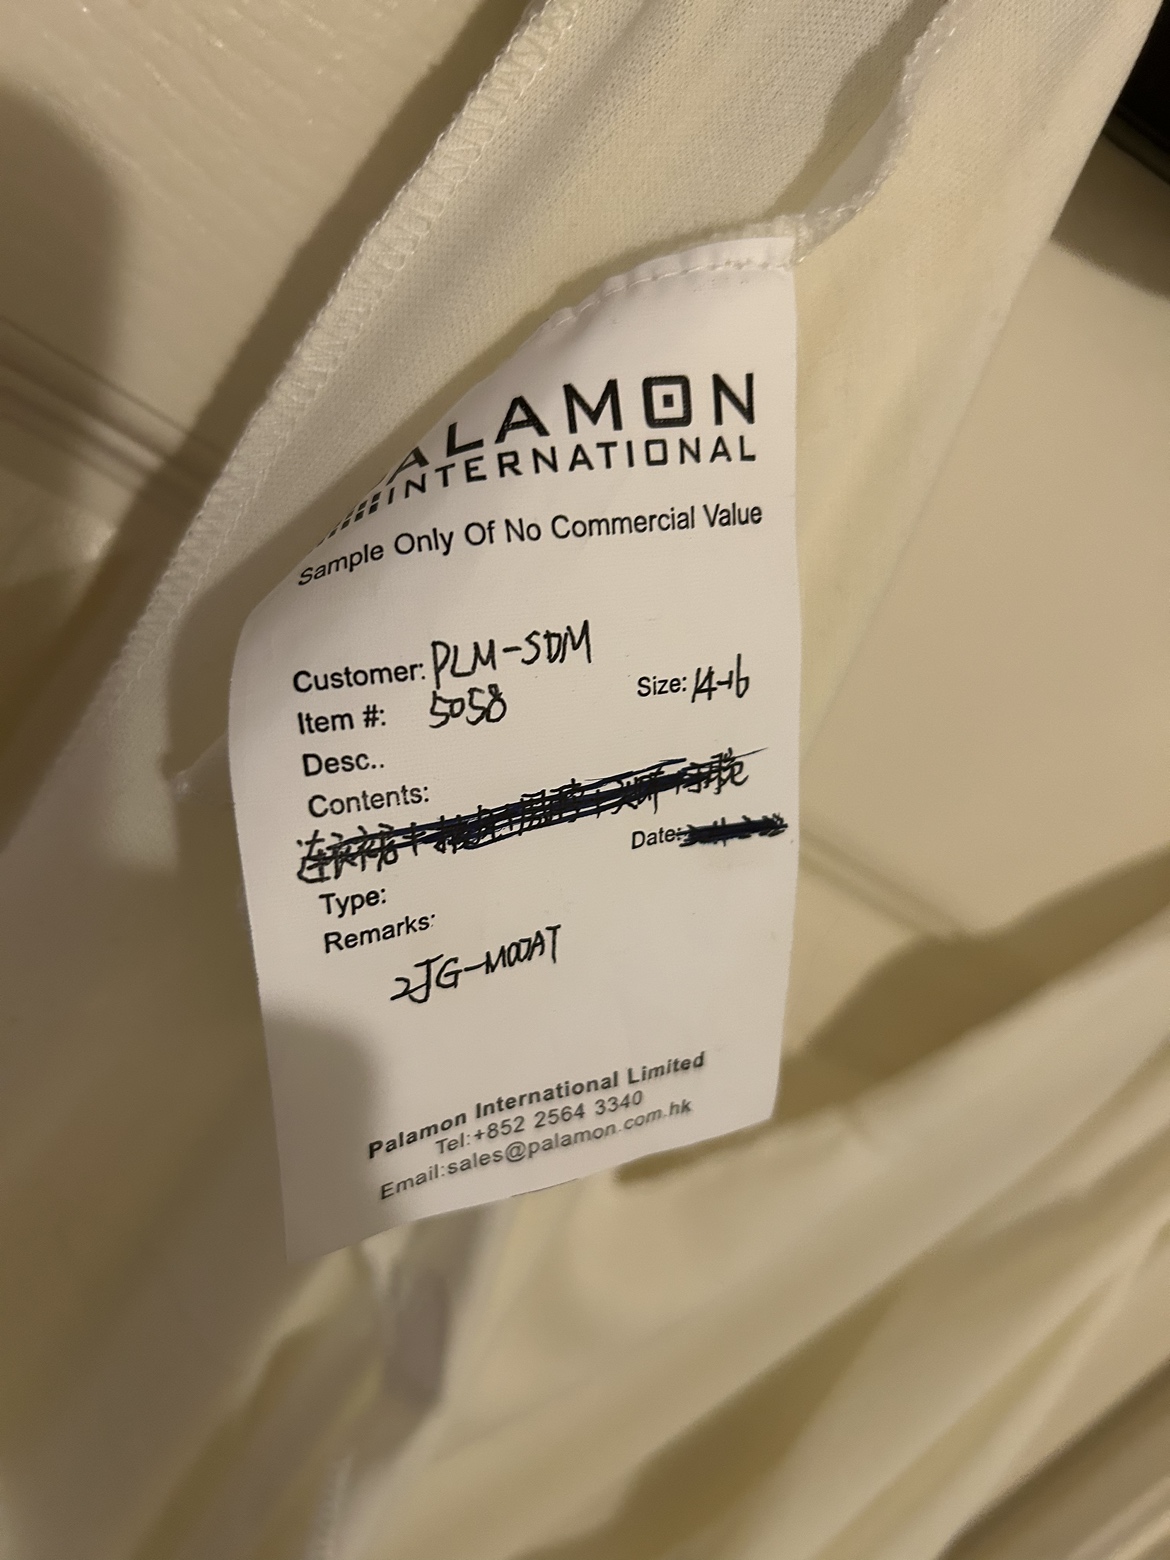 PALAMON
INTERNATIONAL
Sample Only Of No Commercial Value
Customer: PLM-SDM
Item #: 5058 Size: 14-16
Desc..
Contents:
Date:
Type:
Remarks:
2JG-MOJAT
Palamon International Limited
Tel:+852 2564 3340
Email:sales@palamon.com.hk